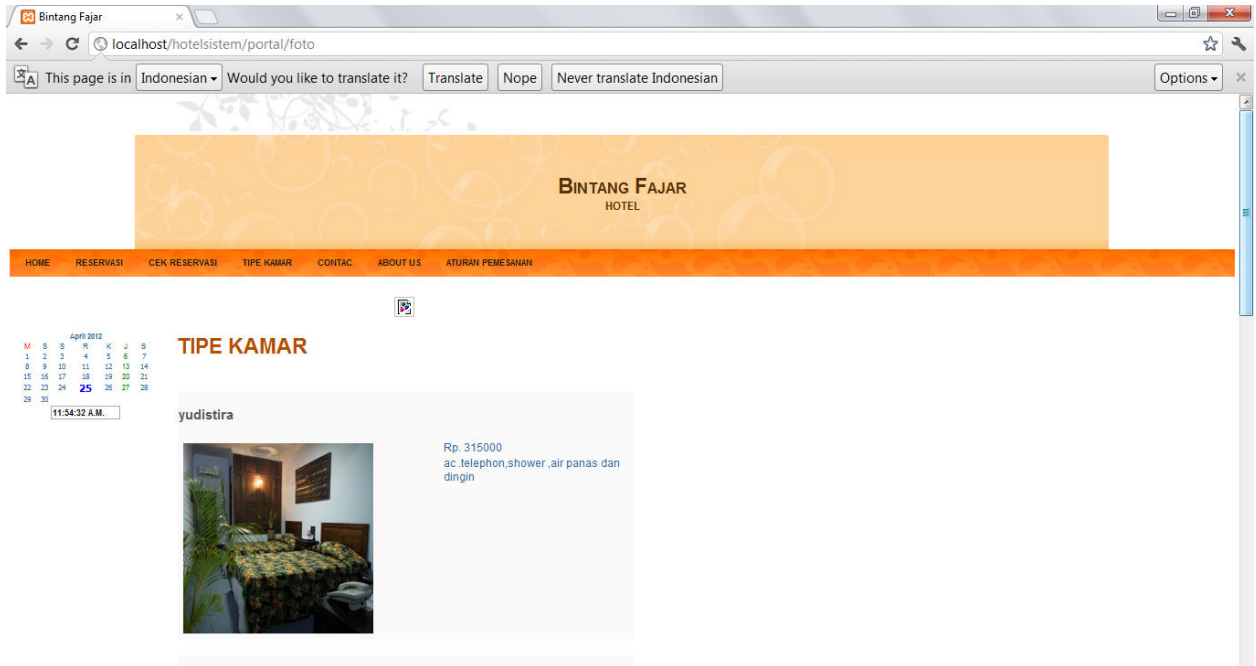 Bintang Fajar
localhost/hotelsistem/portal/foto
This page is in Indonesian Would you like to translate it? Translate Nope Never translate Indonesian Options
BINTANG FAJAR
HOTEL
HOME RESERVASI CEK RESERVASI TIPE KAMAR CONTAC ABOUT US ATURAN PEMESANAN
April 2012
M S S R K J S
1 2 3 4 5 6 7
8 9 10 11 12 13 14
15 16 17 18 19 20 21
22 23 24 25 26 27 28
29 30
11:54:32 A.M.
TIPE KAMAR
yudistira
Rp. 315000
ac .telephon,shower ,air panas dan
dingin